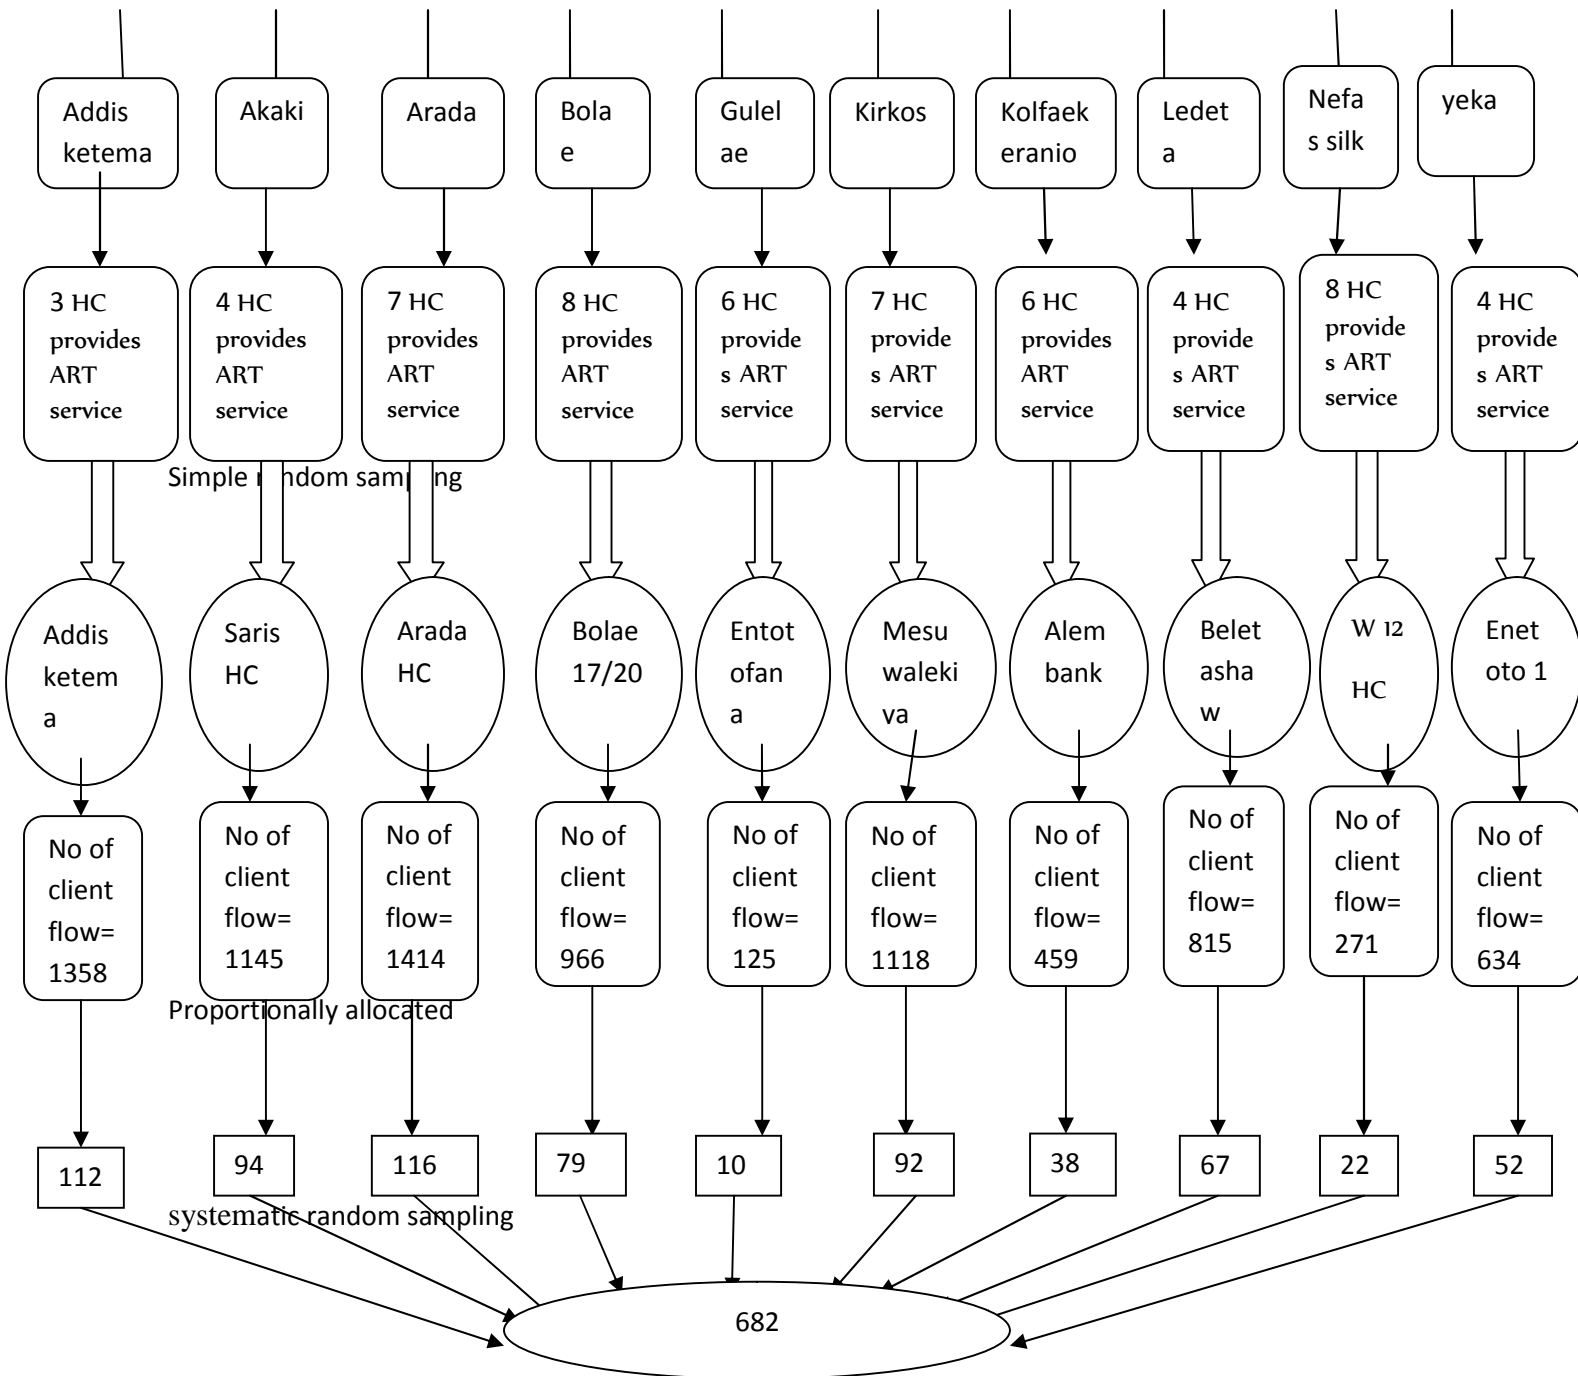 Addis
ketema
Akaki
Arada
Bola
e
Gulel
ae
Kirkos
Kolfaek
eranio
Ledet
a
Nefa
s silk
yeka
3 HC
provides
ART
service
4 HC
provides
ART
service
7 HC
provides
ART
service
8 HC
provides
ART
service
6 HC
provide
s ART
service
7 HC
provide
s ART
service
6 HC
provides
ART
service
4 HC
provide
s ART
service
8 HC
provide
s ART
service
4 HC
provide
s ART
service
Simple random sampling
Addis
ketem
a
Saris
HC
Arada
HC
Bolae
17/20
Entot
ofan
a
Mesu
waleki
va
Alem
bank
Belet
asha
w
W 12
HC
Enet
oto 1
No of
client
flow=
1358
No of
client
flow=
1145
No of
client
flow=
1414
No of
client
flow=
966
No of
client
flow=
125
No of
client
flow=
1118
No of
client
flow=
459
No of
client
flow=
815
No of
client
flow=
271
No of
client
flow=
634
Proportionally allocated
112
94
116
79
10
92
38
67
22
52
systematic random sampling
682